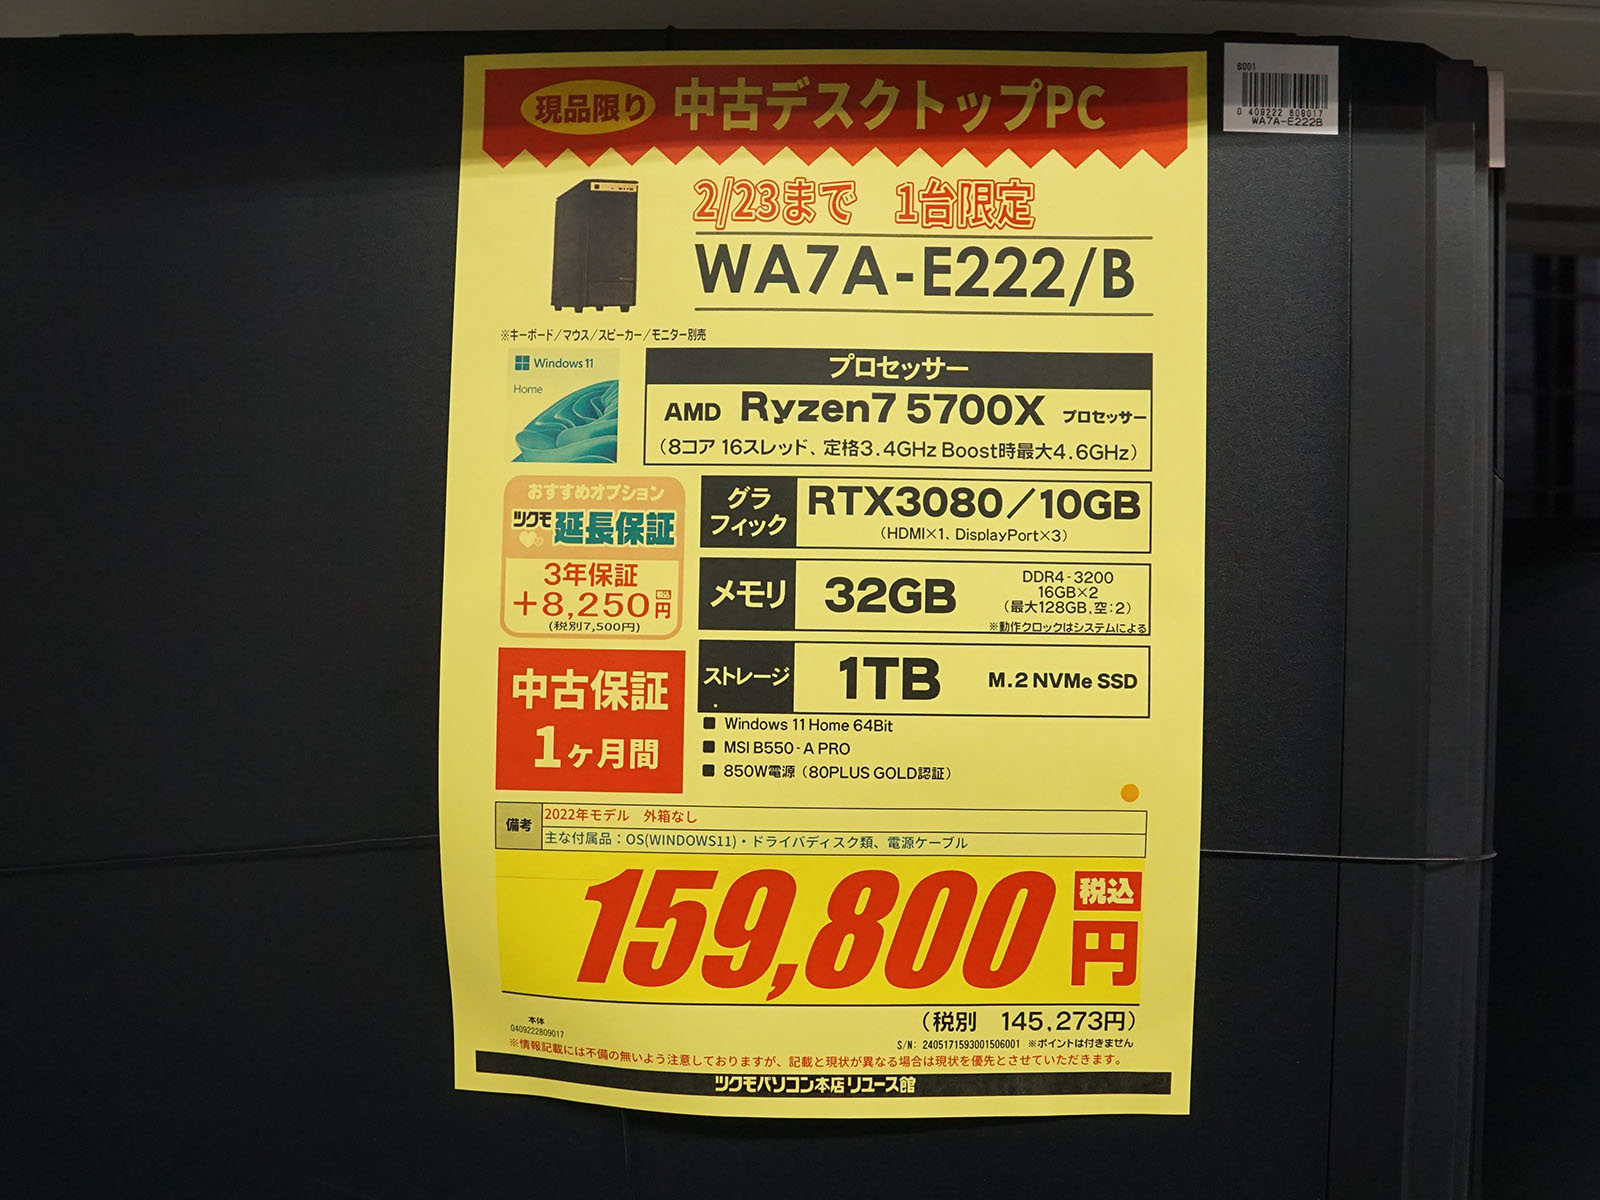 現品限り 中古デスクトップPC
B001
0 409222 809017
WA7A-E222B
2/23まで 1台限定
WA7A-E222/B
※キーボード/マウス/スピーカー/モニター別売
Windows 11
Home
プロセッサー
AMD Ryzen7 5700X プロセッサー
(8コア 16スレッド、定格3.4GHz Boost時最大4.6GHz)
おすすめオプション
ツクモ 延長保証
3年保証
+8,250円 税込
(税別7,500円)
グラフィック
RTX3080/10GB
(HDMI×1、DisplayPort×3)
メモリ 32GB
DDR4-3200
16GB×2
(最大128GB、空:2)
※動作クロックはシステムによる
中古保証
1ヶ月間
ストレージ 1TB M.2 NVMe SSD
■ Windows 11 Home 64Bit
■ MSI B550-A PRO
■ 850W電源 (80PLUS GOLD認証)
備考
2022年モデル 外箱なし
主な付属品:OS(WINDOWS11)・ドライバディスク類、電源ケーブル
159,800円 税込
(税別 145,273円)
本体
0409222809017
S/N: 2405171593001506001 ※ポイントは付きません
※情報記載には不備の無いよう注意しておりますが、記載と現状が異なる場合は現状を優先とさせていただきます。
ツクモパソコン本店 リユース館